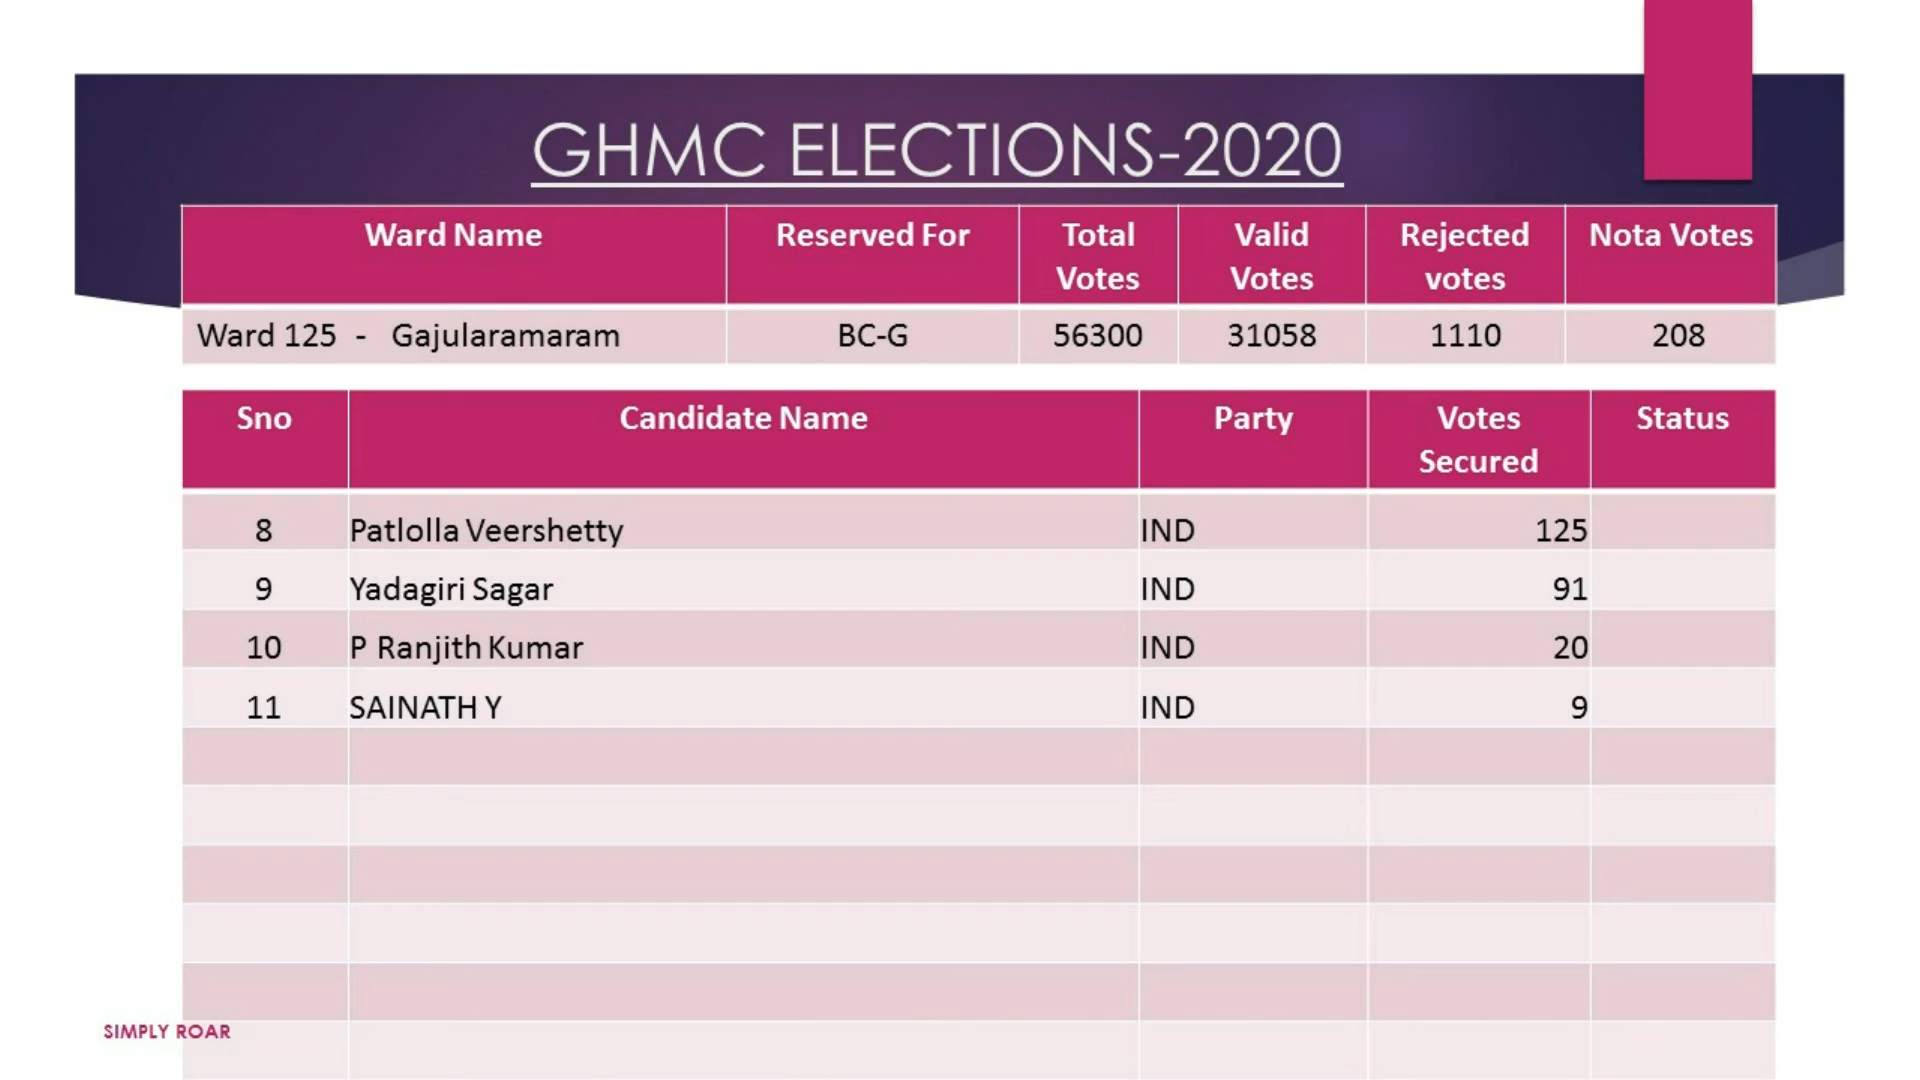 GHMC ELECTIONS-2020
Ward Name Reserved For Total Votes Valid Votes Rejected votes Nota Votes
Ward 125 - Gajularamaram BC-G 56300 31058 1110 208
Sno Candidate Name Party Votes Secured Status
8 Patlolla Veershetty IND 125
9 Yadagiri Sagar IND 91
10 P Ranjith Kumar IND 20
11 SAINATH Y IND 9
SIMPLY ROAR